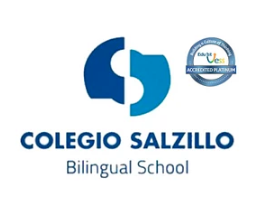 ACCREDITED PLATINUM
COLEGIO SALZILLO
Bilingual School